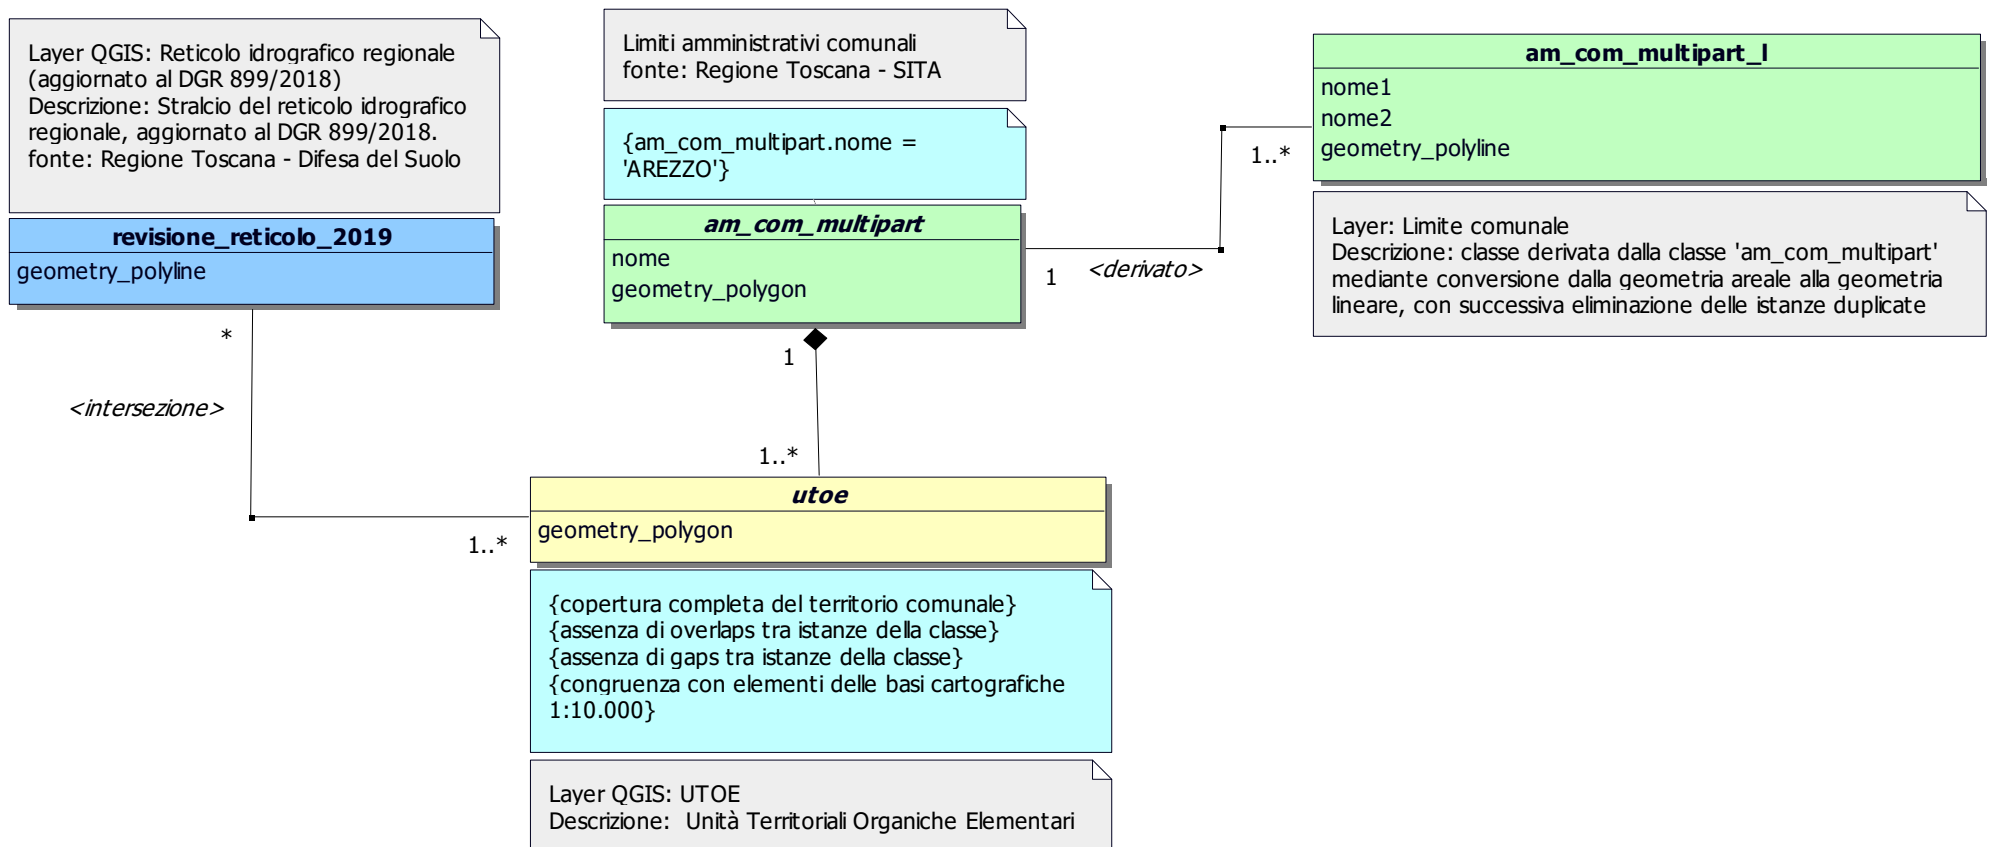 Layer QGIS: Reticolo idrografico regionale
(aggiornato al DGR 899/2018)
Descrizione: Stralcio del reticolo idrografico
regionale, aggiornato al DGR 899/2018.
fonte: Regione Toscana - Difesa del Suolo
revisione_reticolo_2019
geometry_polyline
*
<intersezione>
1..*
Limiti amministrativi comunali
fonte: Regione Toscana - SITA
{am_com_multipart.nome =
'AREZZO'}
am_com_multipart
nome
geometry_polygon
1
1..*
1
<derivato>
1..*
am_com_multipart_l
nome1
nome2
geometry_polyline
Layer: Limite comunale
Descrizione: classe derivata dalla classe 'am_com_multipart'
mediante conversione dalla geometria areale alla geometria
lineare, con successiva eliminazione delle istanze duplicate
utoe
geometry_polygon
{copertura completa del territorio comunale}
{assenza di overlaps tra istanze della classe}
{assenza di gaps tra istanze della classe}
{congruenza con elementi delle basi cartografiche
1:10.000}
Layer QGIS: UTOE
Descrizione:  Unità Territoriali Organiche Elementari